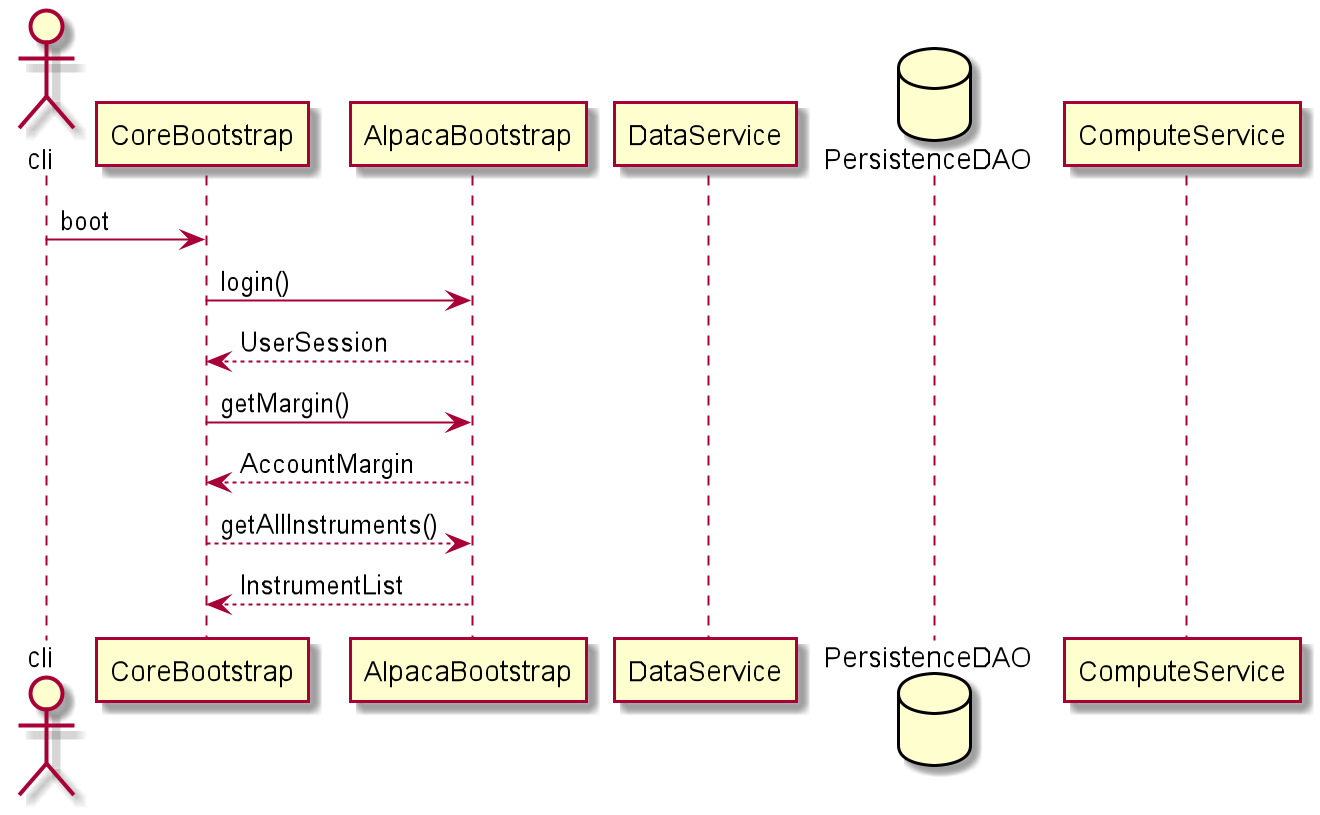 cli
CoreBootstrap
AlpacaBootstrap
DataService
PersistenceDAO
ComputeService
boot
login()
UserSession
getMargin()
AccountMargin
getAllInstruments()
InstrumentList
cli
CoreBootstrap
AlpacaBootstrap
DataService
PersistenceDAO
ComputeService